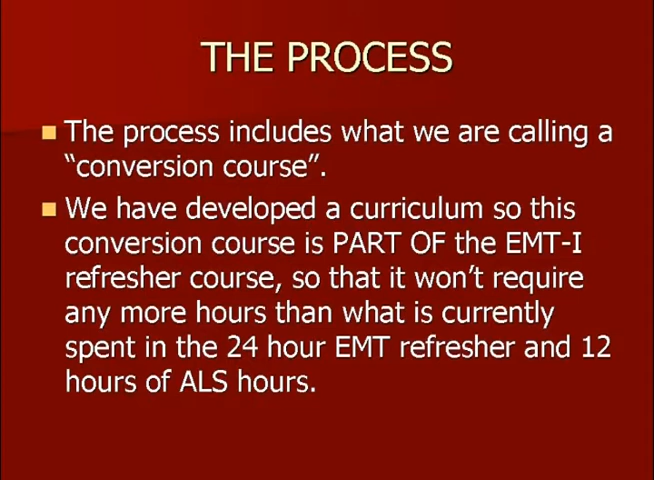 THE PROCESS
The process includes what we are calling a
“conversion course”.
We have developed a curriculum so this
conversion course is PART OF the EMT-I
refresher course, so that it won’t require
any more hours than what is currently
spent in the 24 hour EMT refresher and 12
hours of ALS hours.